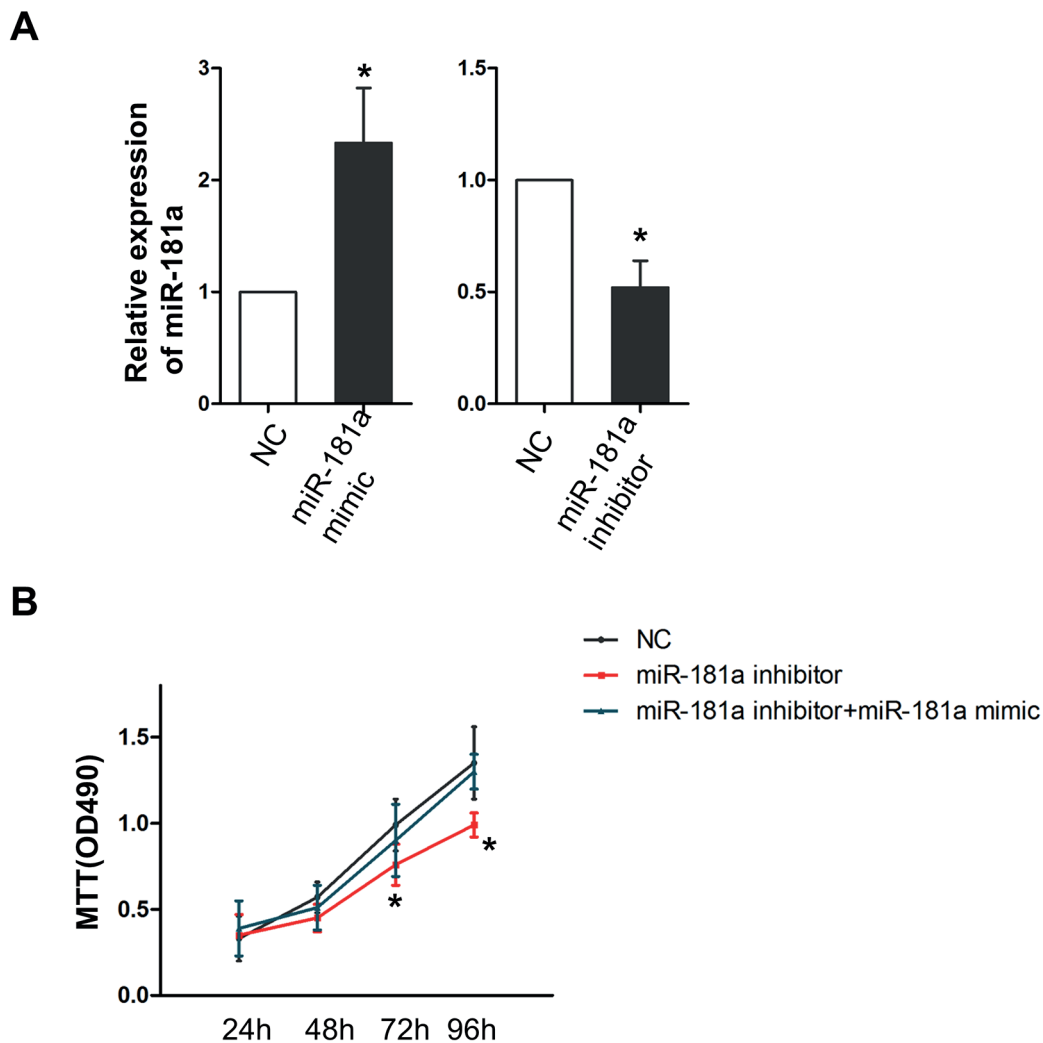 A
Relative expression
of miR-181a
3
2
1
0
*
NC
miR-181a
mimic
1.5
1.0
0.5
0.0
*
NC
miR-181a
inhibitor
B
NC
miR-181a inhibitor
miR-181a inhibitor+miR-181a mimic
MTT(OD490)
1.5
1.0
0.5
0.0
*
*
24h 48h 72h 96h